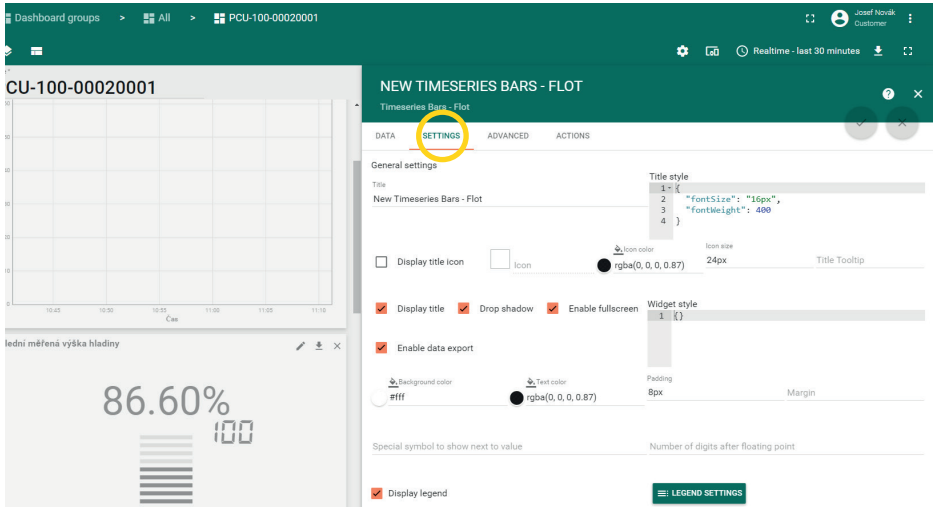 Dashboard groups > All > PCU-100-00020001
Josef Novák
Customer
Realtime - last 30 minutes
CU-100-00020001
NEW TIMESERIES BARS - FLOT
Timeseries Bars - Flot
DATA SETTINGS ADVANCED ACTIONS
General settings
Title
New Timeseries Bars - Flot
Title style
1 {
2 "fontSize": "16px",
3 "fontWeight": 400
4 }
Display title icon
Icon
Icon color
rgba(0, 0, 0, 0.87)
Icon size
24px
Title Tooltip
Display title Drop shadow Enable fullscreen
Widget style
1 {}
Enable data export
Background color
#fff
Text color
rgba(0, 0, 0, 0.87)
Padding
8px
Margin
Special symbol to show next to value
Number of digits after floating point
Display legend
LEGEND SETTINGS
10:45 10:50 10:55 11:00 11:05 11:10
Čas
lední měřená výška hladiny
86.60%
100